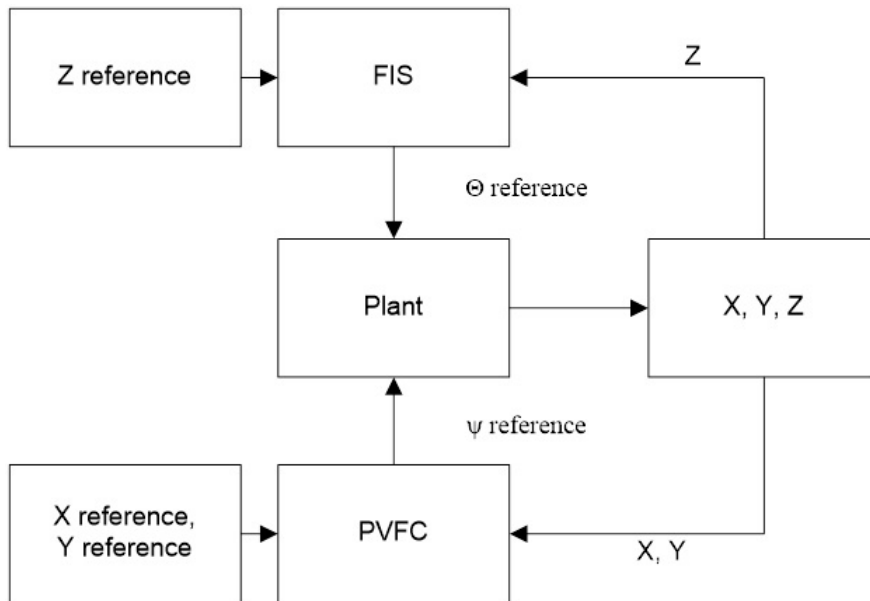 Z reference
FIS
Z
Θ reference
Plant
X, Y, Z
ψ reference
X reference,
Y reference
PVFC
X, Y